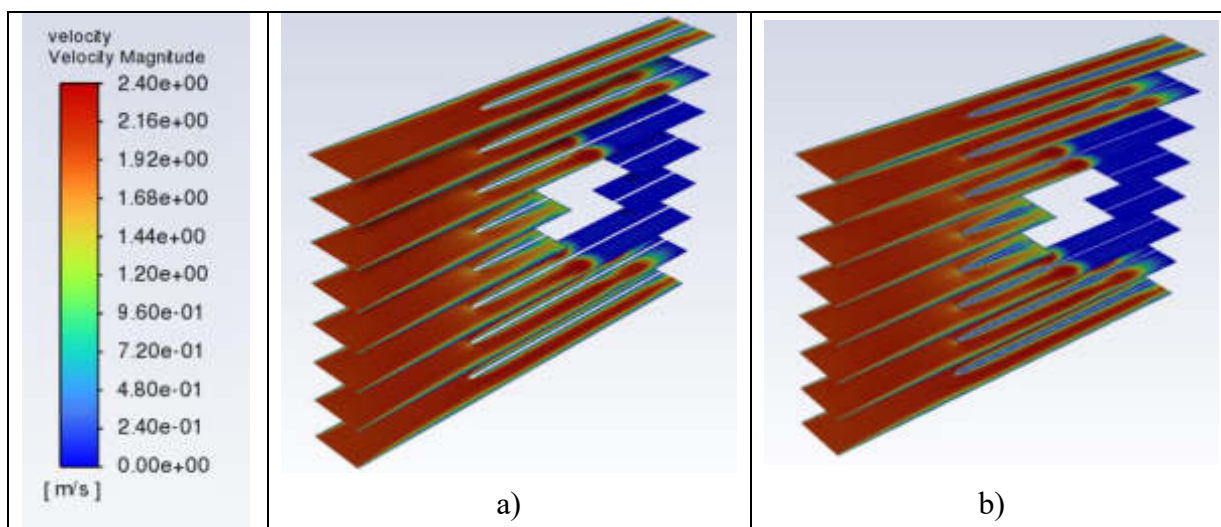 velocity
Velocity Magnitude
2.40e+00
2.16e+00
1.92e+00
1.68e+00
1.44e+00
1.20e+00
9.60e-01
7.20e-01
4.80e-01
2.40e-01
0.00e+00
[ m/s ]
a)
b)